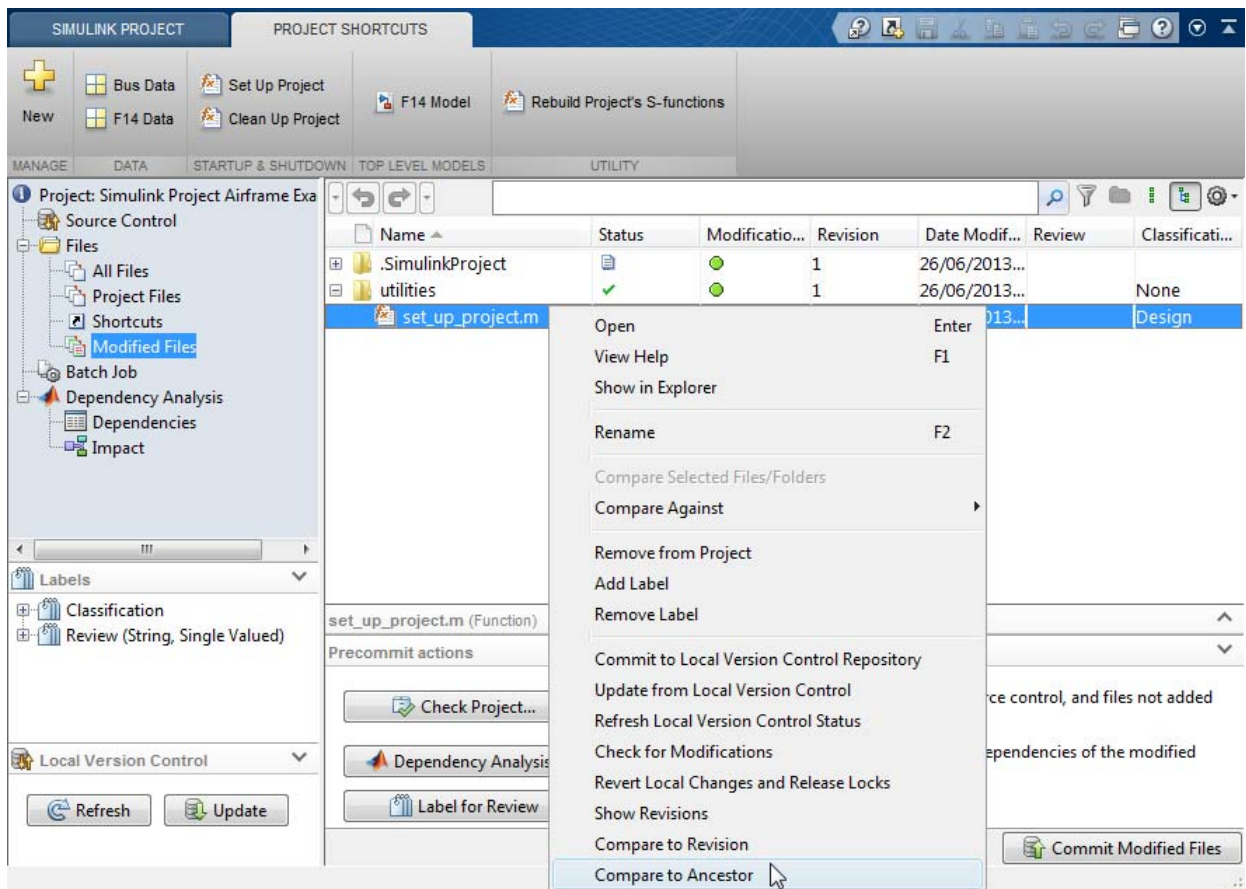 SIMULINK PROJECT
PROJECT SHORTCUTS
New
Bus Data
F14 Data
Set Up Project
Clean Up Project
F14 Model
Rebuild Project's S-functions
MANAGE
DATA
STARTUP & SHUTDOWN
TOP LEVEL MODELS
UTILITY
Project: Simulink Project Airframe Exa
Source Control
Files
All Files
Project Files
Shortcuts
Modified Files
Batch Job
Dependency Analysis
Dependencies
Impact
Labels
Classification
Review (String, Single Valued)
Local Version Control
Refresh
Update
Name Status Modificatio... Revision Date Modif... Review Classificati...
.SimulinkProject 1 26/06/2013...
utilities 1 26/06/2013... None
set_up_project.m 013... Design
Open Enter
View Help F1
Show in Explorer
Rename F2
Compare Selected Files/Folders
Compare Against
Remove from Project
Add Label
Remove Label
Commit to Local Version Control Repository
Update from Local Version Control
Refresh Local Version Control Status
Check for Modifications
Revert Local Changes and Release Locks
Show Revisions
Compare to Revision
Compare to Ancestor
set_up_project.m (Function)
Precommit actions
Check Project...
rce control, and files not added
Dependency Analysis
ependencies of the modified
Label for Review
Commit Modified Files